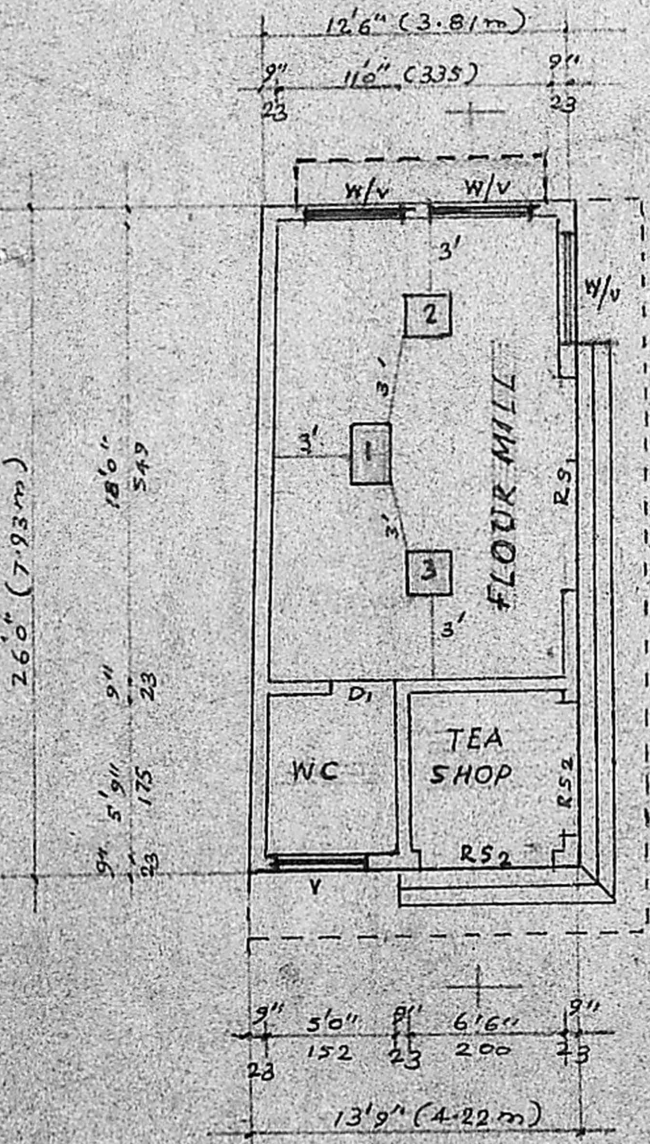 12'6" (3.81m)
9" 11'0" (335) 9"
23 23
W/V W/V
3'
W/V
2
3'
3' 1
FLOUR MILL
RS1
3'
3
3'
D1
WC
TEA
SHOP
RS2
RS2
V
26'0" (7.93m)
18'0"
549
9"
23
5'9"
175
9"
23
9" 5'0" 9" 6'6" 9"
23 152 23 200 23
13'9" (4.22m)